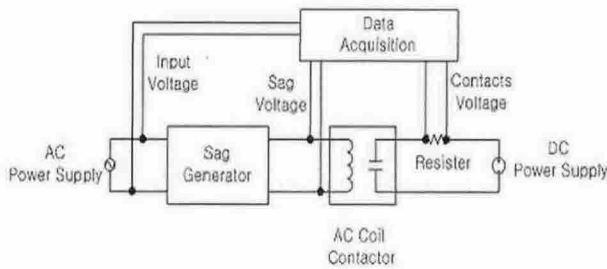 Data
Acquisition
Input
Voltage
Sag
Voltage
Contacts
Voltage
AC
Power Supply
Sag
Generator
Resister
DC
Power Supply
AC Coil
Contactor